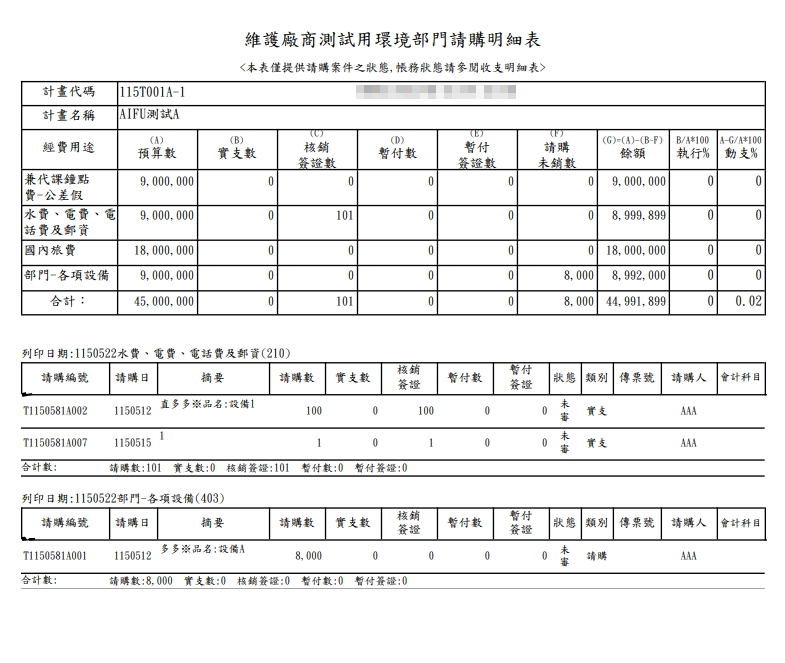 維護廠商測試用環境部門請購明細表
<本表僅提供請購案件之狀態,帳務狀態請參閱收支明細表>
計畫代碼 115T001A-1
計畫名稱 AIFU測試A
經費用途 (A)預算數 (B)實支數 (C)核銷簽證數 (D)暫付數 (E)暫付簽證數 (F)請購未銷數 (G)=(A)-(B-F)餘額 B/A*100執行% A-G/A*100動支%
兼代課鐘點費-公差假 9,000,000 0 0 0 0 0 9,000,000 0 0
水費、電費、電話費及郵資 9,000,000 0 101 0 0 0 8,999,899 0 0
國內旅費 18,000,000 0 0 0 0 0 18,000,000 0 0
部門-各項設備 9,000,000 0 0 0 0 8,000 8,992,000 0 0
合計: 45,000,000 0 101 0 0 8,000 44,991,899 0 0.02
列印日期:1150522水費、電費、電話費及郵資(210)
請購編號 請購日 摘要 請購數 實支數 核銷簽證 暫付數 暫付簽證 狀態 類別 傳票號 請購人 會計科目
T1150581A002 1150512 直多多※品名:設備1 100 0 100 0 0 未審 實支 AAA
T1150581A007 1150515 1 1 0 1 0 0 未審 實支 AAA
合計數: 請購數:101 實支數:0 核銷簽證:101 暫付數:0 暫付簽證:0
列印日期:1150522部門-各項設備(403)
請購編號 請購日 摘要 請購數 實支數 核銷簽證 暫付數 暫付簽證 狀態 類別 傳票號 請購人 會計科目
T1150581A001 1150512 多多※品名:設備A 8,000 0 0 0 0 未審 請購 AAA
合計數: 請購數:8,000 實支數:0 核銷簽證:0 暫付數:0 暫付簽證:0